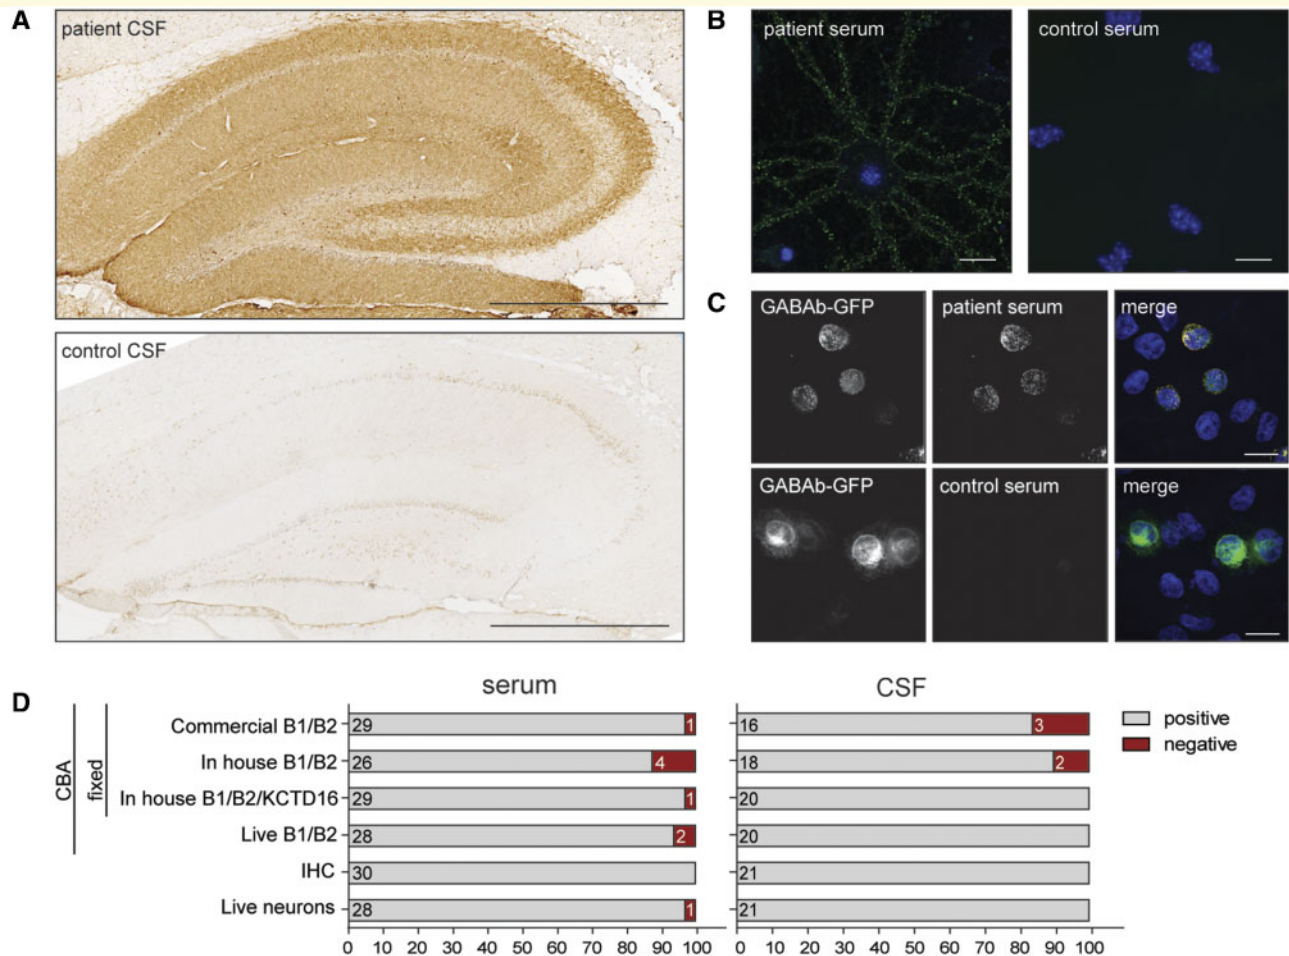 A
patient CSF
control CSF
B
patient serum
control serum
C
GABAb-GFP
patient serum
merge
GABAb-GFP
control serum
merge
D
serum
CSF
CBA
fixed
Commercial B1/B2
29
1
16
3
In house B1/B2
26
4
18
2
In house B1/B2/KCTD16
29
1
20
Live B1/B2
28
2
20
IHC
30
21
Live neurons
28
1
21
0 10 20 30 40 50 60 70 80 90 100
0 10 20 30 40 50 60 70 80 90 100
positive
negative